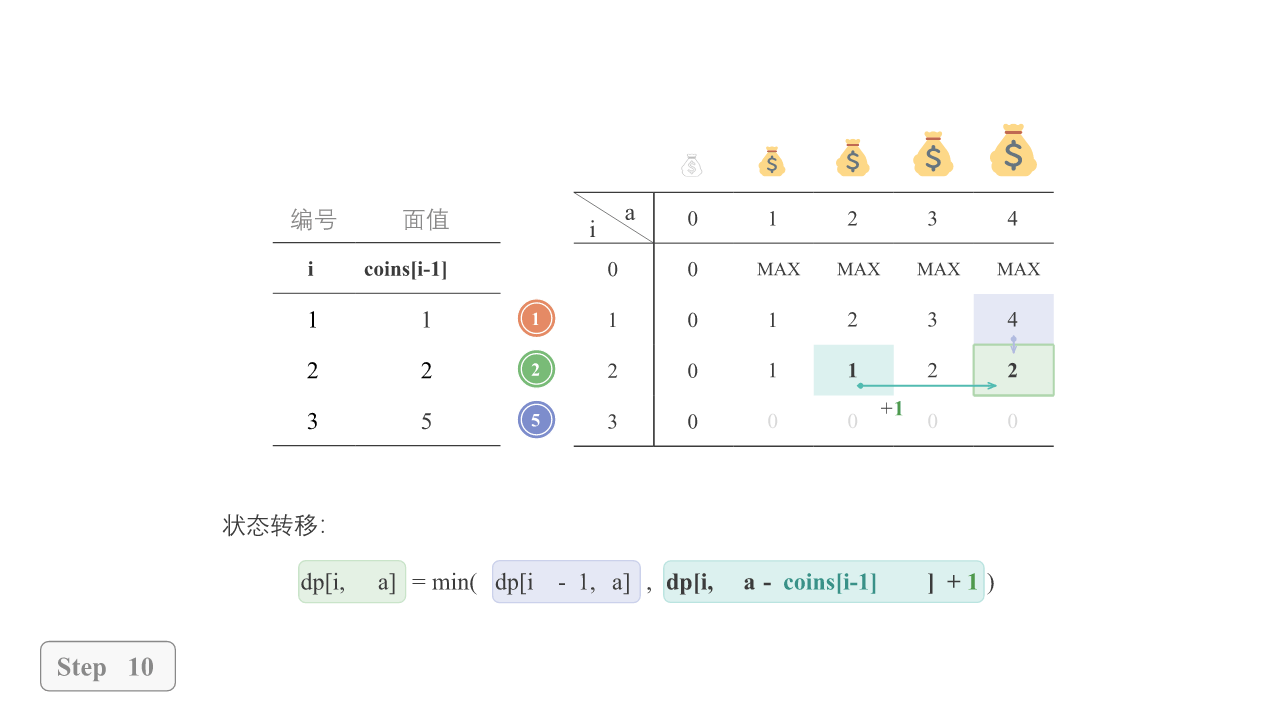 编号 面值
i coins[i-1]
1 1
2 2
3 5
1
2
5
$ $ $ $ $
i a 0 1 2 3 4
0 0 MAX MAX MAX MAX
1 0 1 2 3 4
2 0 1 1 2 2
+1
3 0 0 0 0 0
状态转移:
dp[i, a] = min( dp[i - 1, a] , dp[i, a - coins[i-1] ] + 1 )
Step 10